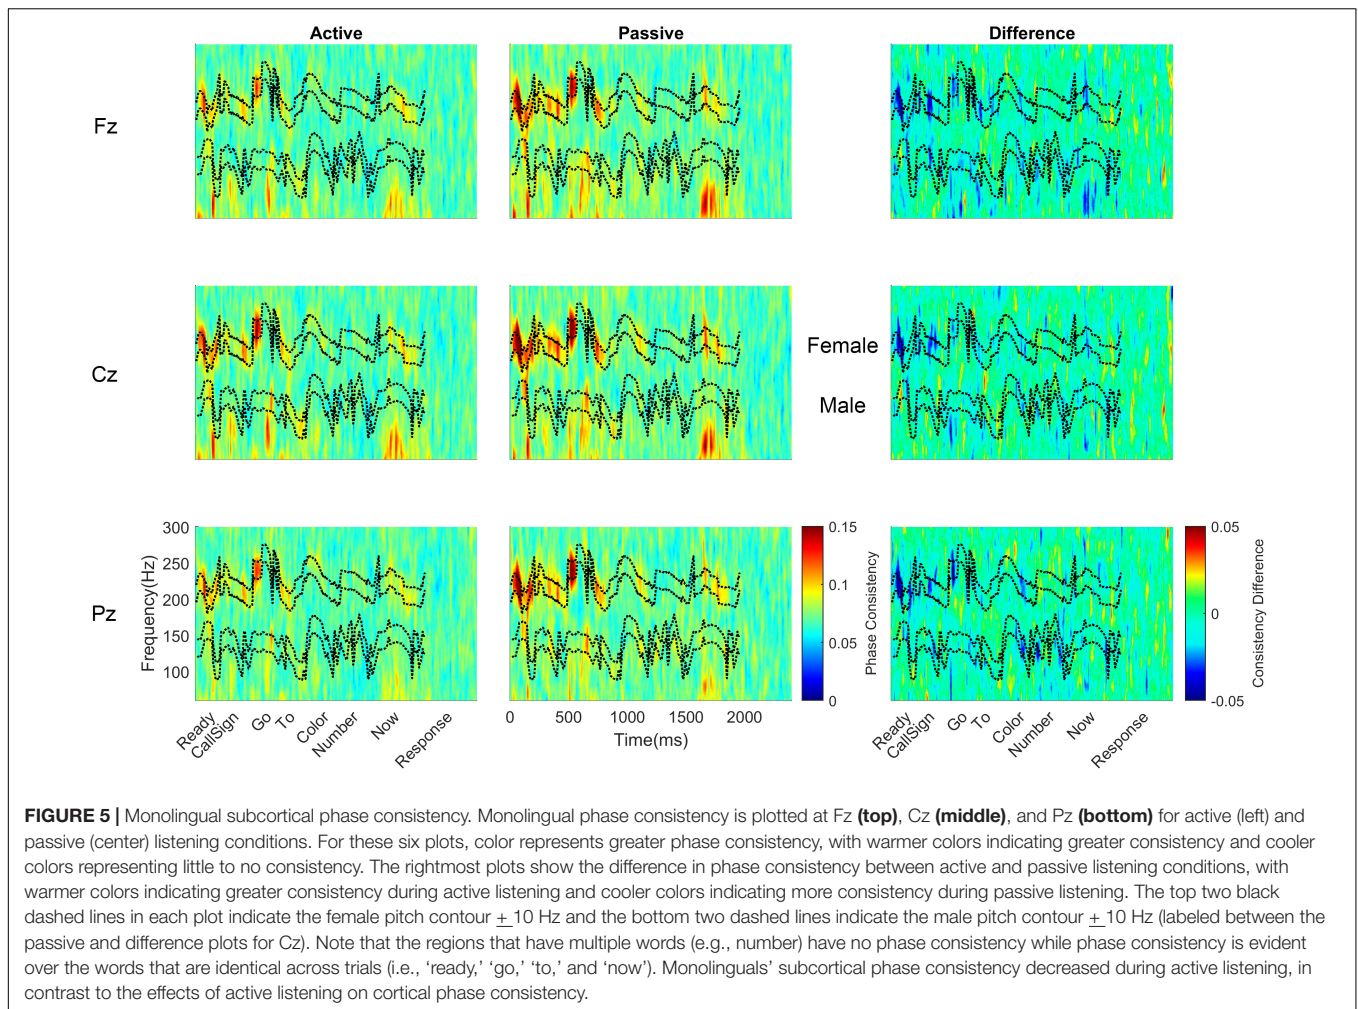 Active
Passive
Difference
Fz
Cz
Female
Male
Pz
Frequency(Hz)
300
250
200
150
100
Ready
CallSign
Go
To
Color
Number
Now
Response
0
500
1000
1500
2000
Time(ms)
0.15
0.1
0.05
0
Phase Consistency
Ready
CallSign
Go
To
Color
Number
Now
Response
0.05
0
-0.05
Consistency Difference
FIGURE 5 | Monolingual subcortical phase consistency. Monolingual phase consistency is plotted at Fz (top), Cz (middle), and Pz (bottom) for active (left) and
passive (center) listening conditions. For these six plots, color represents greater phase consistency, with warmer colors indicating greater consistency and cooler
colors representing little to no consistency. The rightmost plots show the difference in phase consistency between active and passive listening conditions, with
warmer colors indicating greater consistency during active listening and cooler colors indicating more consistency during passive listening. The top two black
dashed lines in each plot indicate the female pitch contour ± 10 Hz and the bottom two dashed lines indicate the male pitch contour ± 10 Hz (labeled between the
passive and difference plots for Cz). Note that the regions that have multiple words (e.g., number) have no phase consistency while phase consistency is evident
over the words that are identical across trials (i.e., ‘ready,’ ‘go,’ ‘to,’ and ‘now’). Monolinguals’ subcortical phase consistency decreased during active listening, in
contrast to the effects of active listening on cortical phase consistency.